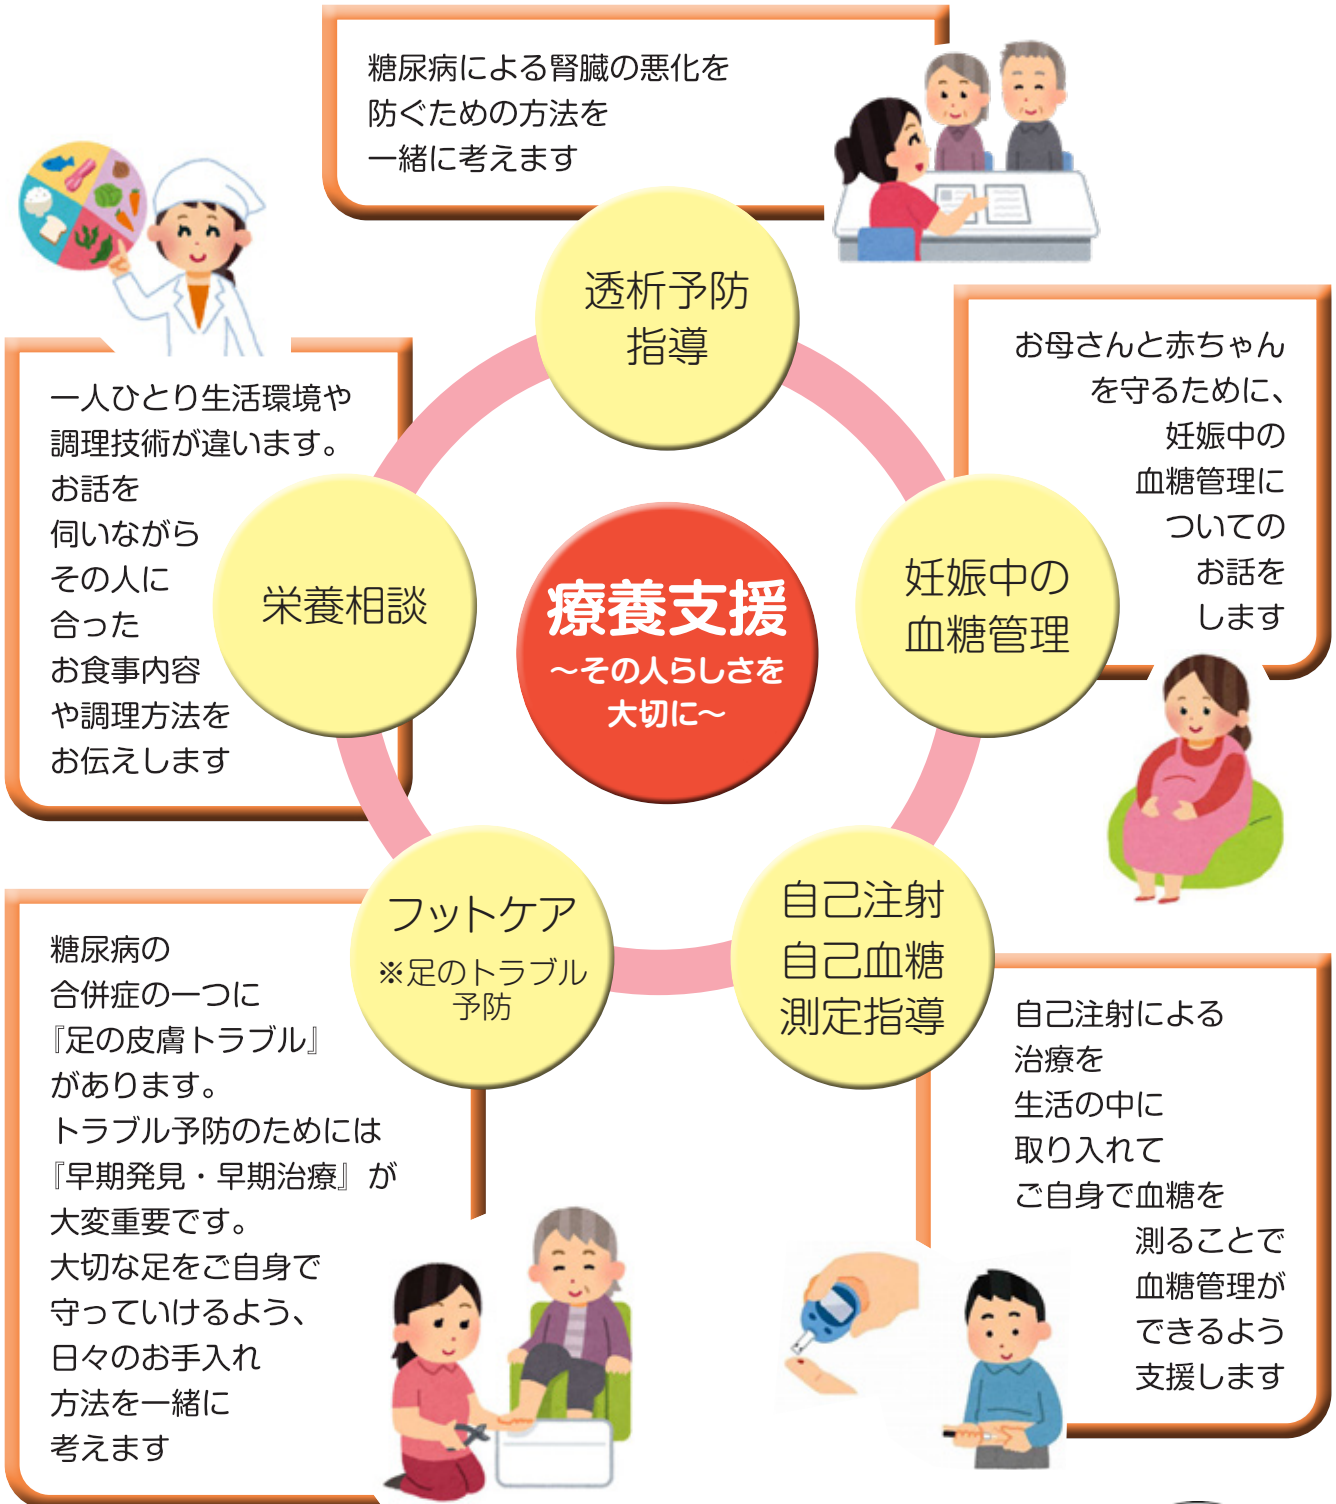 糖尿病による腎臓の悪化を
防ぐための方法を
一緒に考えます
透析予防
指導
お母さんと赤ちゃん
を守るために、
妊娠中の
血糖管理に
ついての
お話を
します
妊娠中の
血糖管理
一人ひとり生活環境や
調理技術が違います。
お話を
伺いながら
その人に
合った
お食事内容
や調理方法を
お伝えします
栄養相談
療養支援
〜その人らしさを
大切に〜
フットケア
※足のトラブル
予防
糖尿病の
合併症の一つに
『足の皮膚トラブル』
があります。
トラブル予防のためには
『早期発見・早期治療』が
大変重要です。
大切な足をご自身で
守っていけるよう、
日々のお手入れ
方法を一緒に
考えます
自己注射
自己血糖
測定指導
自己注射による
治療を
生活の中に
取り入れて
ご自身で血糖を
測ることで
血糖管理が
できるよう
支援します